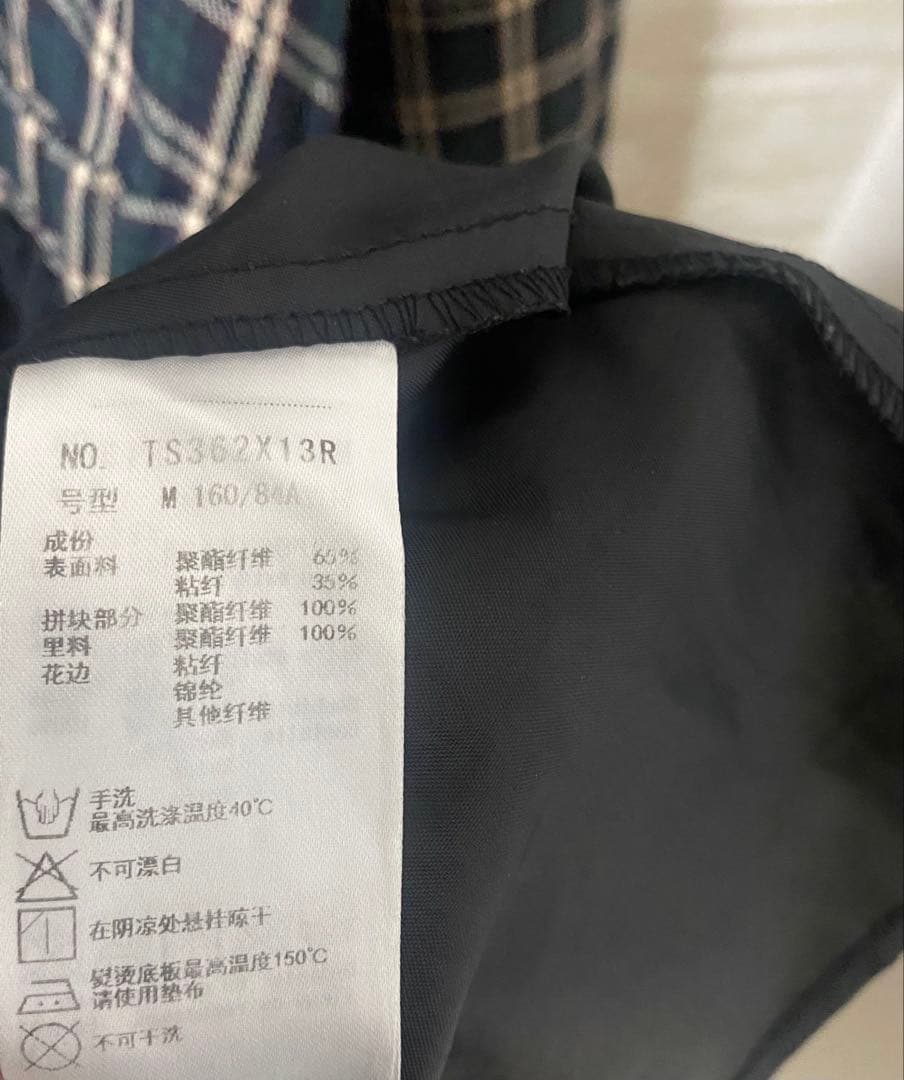 NO. TS362X13R
号型 M 160/84A
成份
表面料 聚酯纤维 65%
粘纤 35%
拼块部分 聚酯纤维 100%
里料 聚酯纤维 100%
花边 粘纤
锦纶
其他纤维
手洗
最高洗涤温度40℃
不可漂白
在阴凉处悬挂晾干
熨烫底板最高温度150℃
请使用垫布
不可干洗